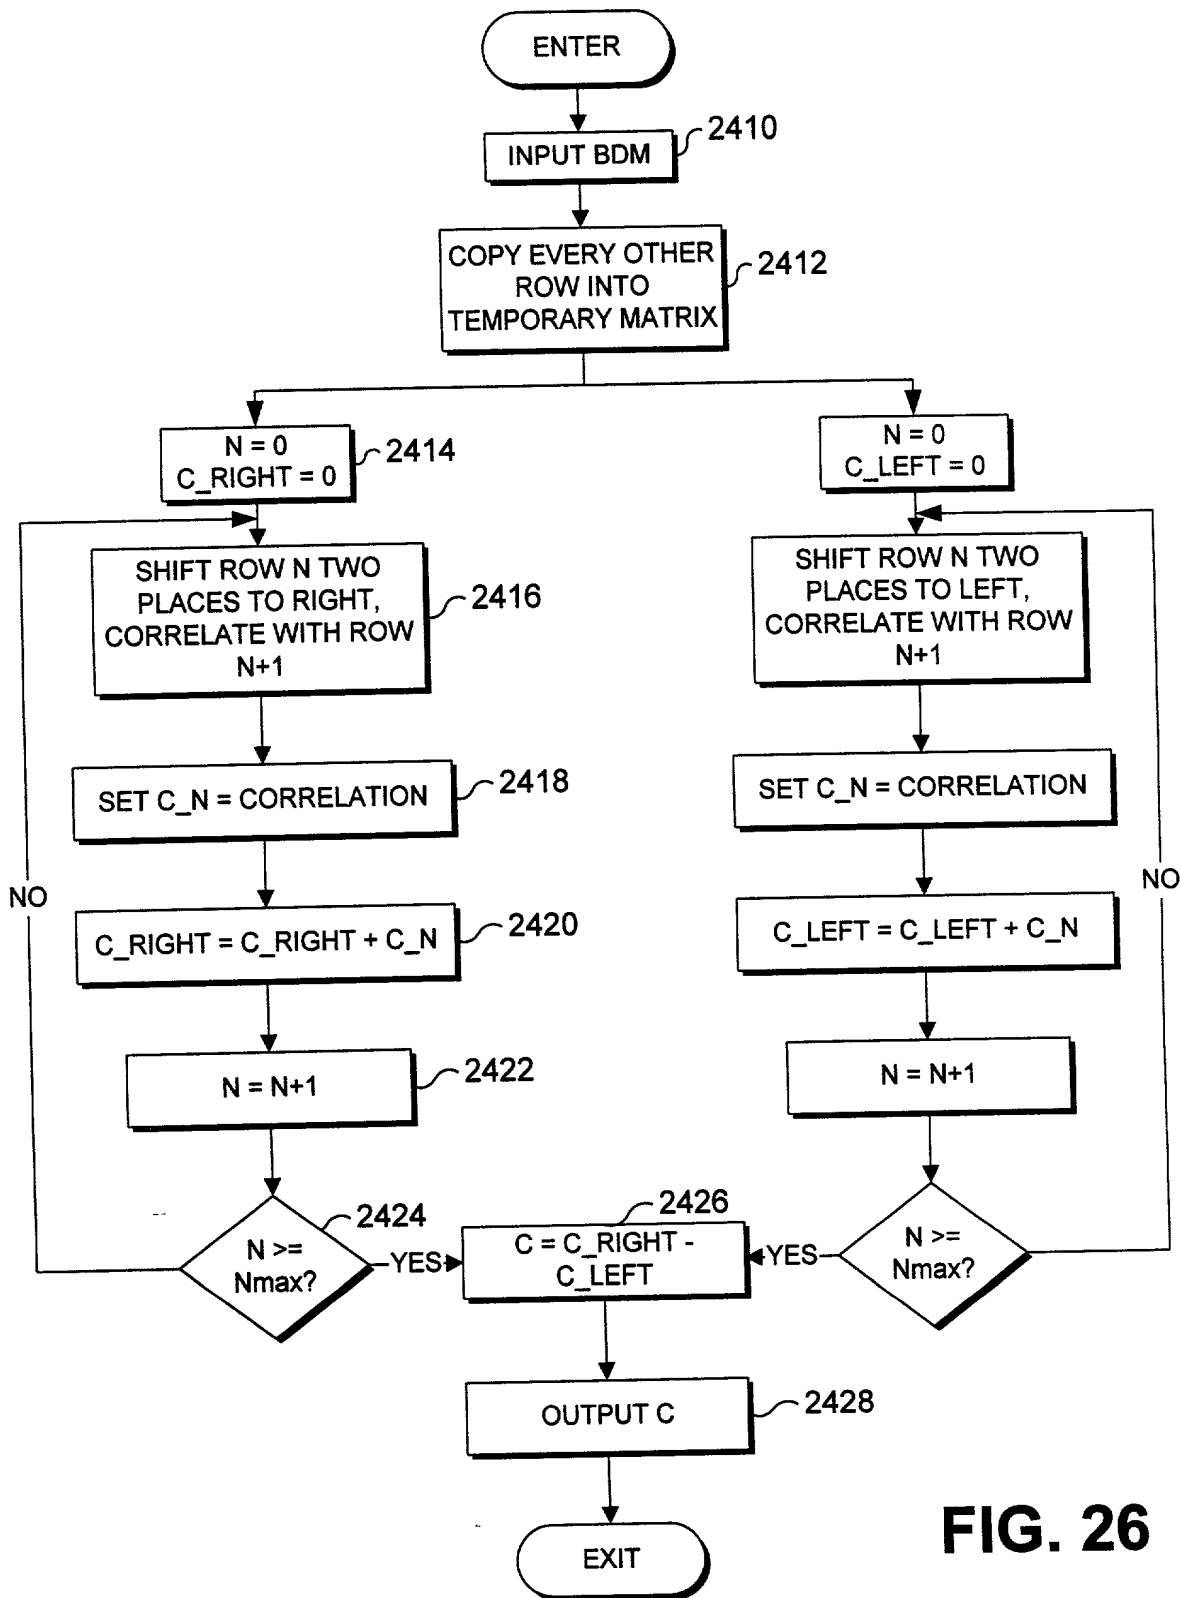 ENTER
INPUT BDM
2410
COPY EVERY OTHER
ROW INTO
TEMPORARY MATRIX
2412
N = 0
C_RIGHT = 0
2414
N = 0
C_LEFT = 0
SHIFT ROW N TWO
PLACES TO RIGHT,
CORRELATE WITH ROW
N+1
2416
SHIFT ROW N TWO
PLACES TO LEFT,
CORRELATE WITH ROW
N+1
SET C_N = CORRELATION
2418
SET C_N = CORRELATION
NO
NO
C_RIGHT = C_RIGHT + C_N
2420
C_LEFT = C_LEFT + C_N
N = N+1
2422
N = N+1
N >=
Nmax?
2424
YES
C = C_RIGHT -
C_LEFT
2426
YES
N >=
Nmax?
OUTPUT C
2428
EXIT
FIG. 26